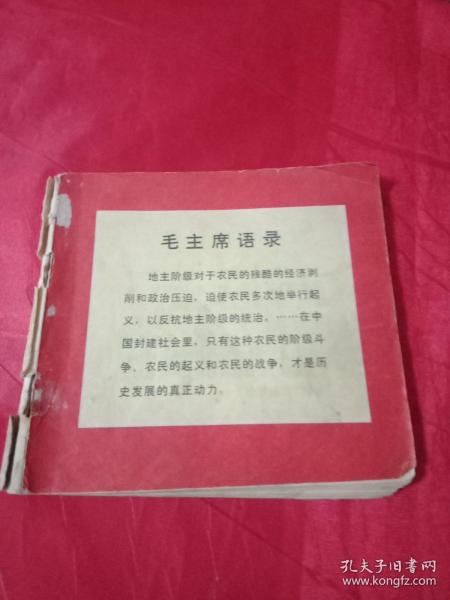 毛主席语录
地主阶级对于农民的残酷的经济剥
削和政治压迫，迫使农民多次地举行起
义，以反抗地主阶级的统治。……在中
国封建社会里，只有这种农民的阶级斗
争、农民的起义和农民的战争，才是历
史发展的真正动力。
孔夫子旧书网
www.kongfz.com